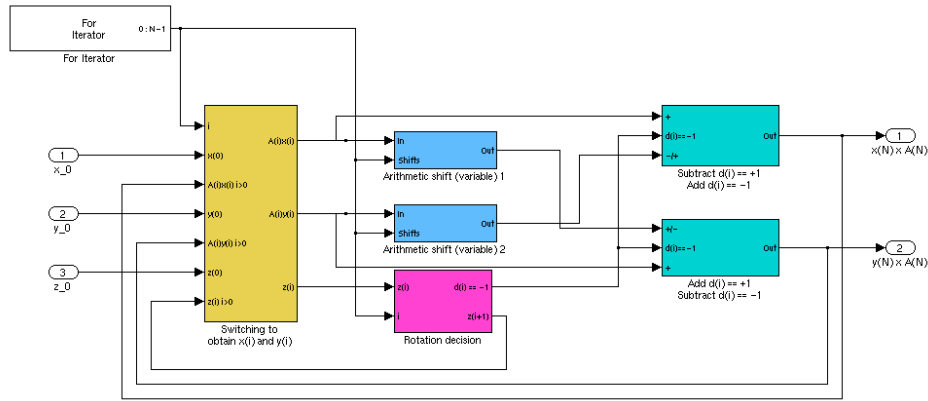 For
Iterator
0 : N-1
For Iterator
i
x(0)
A(i)x(i) i>0
y(0)
A(i)y(i) i>0
z(0)
z(i) i>0
A(i)x(i)
A(i)y(i)
z(i)
Switching to
obtain x(i) and y(i)
1
x_0
2
y_0
3
z_0
In
Shifts
Out
Arithmetic shift (variable) 1
In
Shifts
Out
Arithmetic shift (variable) 2
z(i)
i
d(i) == -1
z(i+1)
Rotation decision
+
d(i)==-1
-/+
Out
Subtract d(i) == +1
Add d(i) == -1
+/-
d(i)==-1
+
Out
Add d(i) == +1
Subtract d(i) == -1
1
x(N) x A(N)
2
y(N) x A(N)